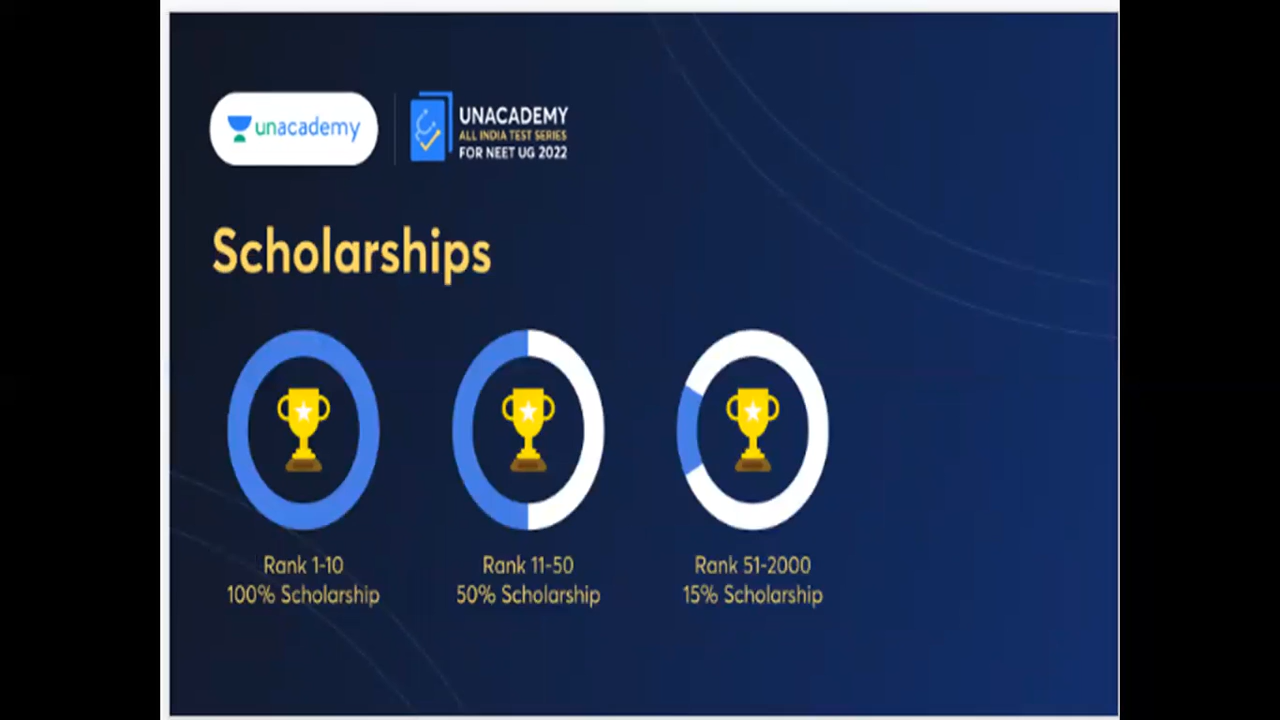 unacademy
UNACADEMY
ALL INDIA TEST SERIES
FOR NEET UG 2022
Scholarships
Rank 1-10
100% Scholarship
Rank 11-50
50% Scholarship
Rank 51-2000
15% Scholarship